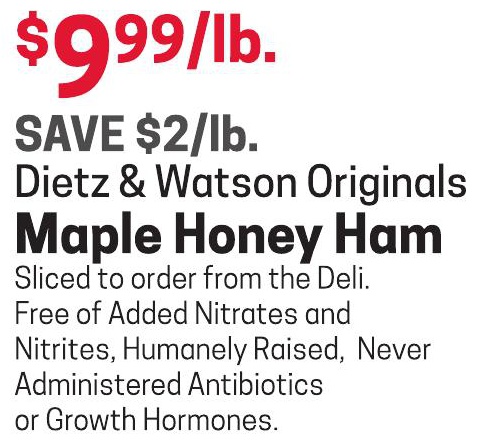 $9.99/lb.
SAVE $2/lb.
Dietz & Watson Originals
Maple Honey Ham
Sliced to order from the Deli.
Free of Added Nitrates and
Nitrites, Humanely Raised, Never
Administered Antibiotics
or Growth Hormones.